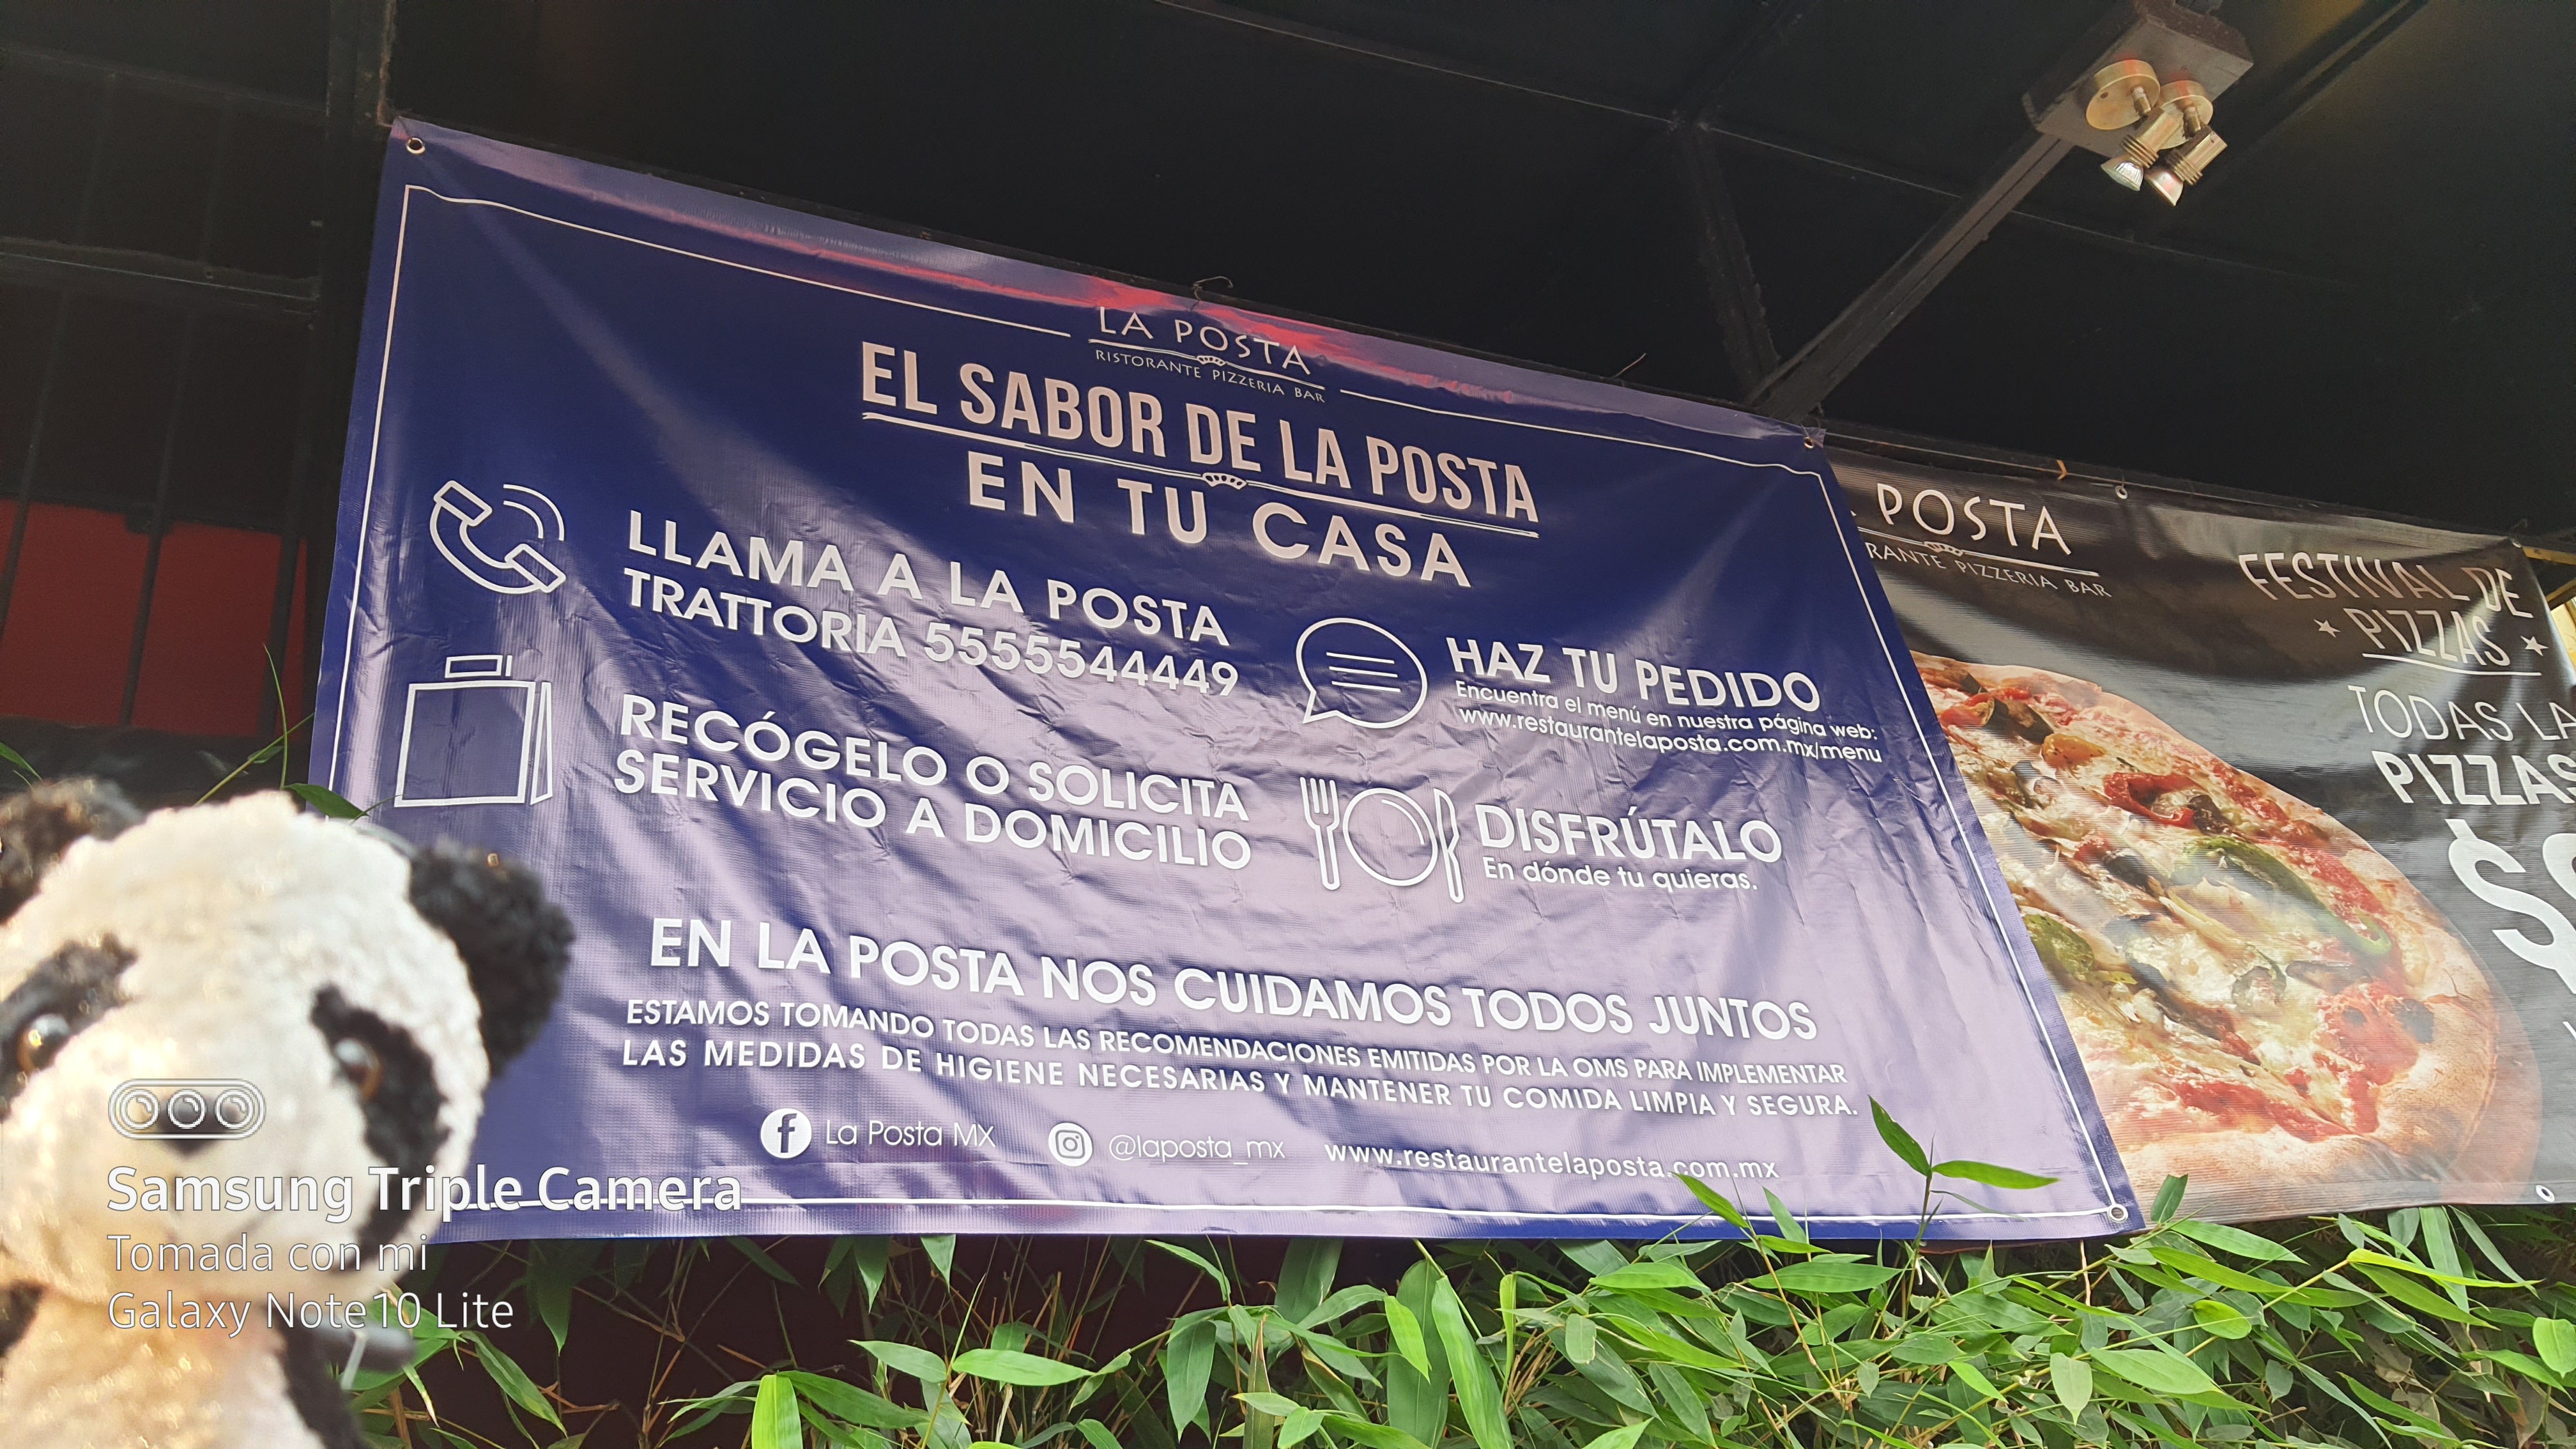 LA POSTA
RISTORANTE PIZZERIA BAR
EL SABOR DE LA POSTA
EN TU CASA
LLAMA A LA POSTA
TRATTORIA 5555544449
RECÓGELO O SOLICITA
SERVICIO A DOMICILIO
HAZ TU PEDIDO
Encuentra el menú en nuestra página web:
www.restaurantelaposta.com.mx/menu
DISFRÚTALO
En dónde tu quieras.
EN LA POSTA NOS CUIDAMOS TODOS JUNTOS
ESTAMOS TOMANDO TODAS LAS RECOMENDACIONES EMITIDAS POR LA OMS PARA IMPLEMENTAR
LAS MEDIDAS DE HIGIENE NECESARIAS Y MANTENER TU COMIDA LIMPIA Y SEGURA.
La Posta MX @laposta_mx www.restaurantelaposta.com.mx
POSTA
PIZZERIA BAR
FESTIVAL DE
PIZZAS
TODAS
PIZZAS
$
Samsung Triple Camera
Tomada con mi
Galaxy Note10 Lite